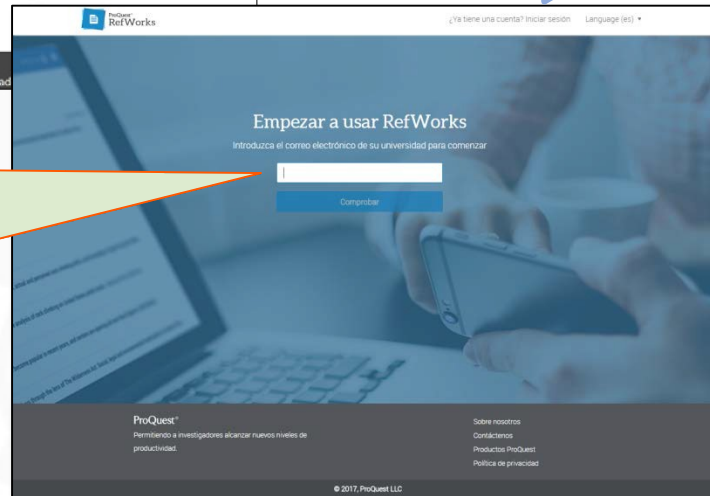 ProQuest®
RefWorks
¿Ya tiene una cuenta? Iniciar sesión Language (es)
ad
Empezar a usar RefWorks
Introduzca el correo electrónico de su universidad para comenzar
Comprobar
ProQuest®
Permitiendo a investigadores alcanzar nuevos niveles de
productividad.
Sobre nosotros
Contáctenos
Productos ProQuest
Política de privacidad
© 2017, ProQuest LLC